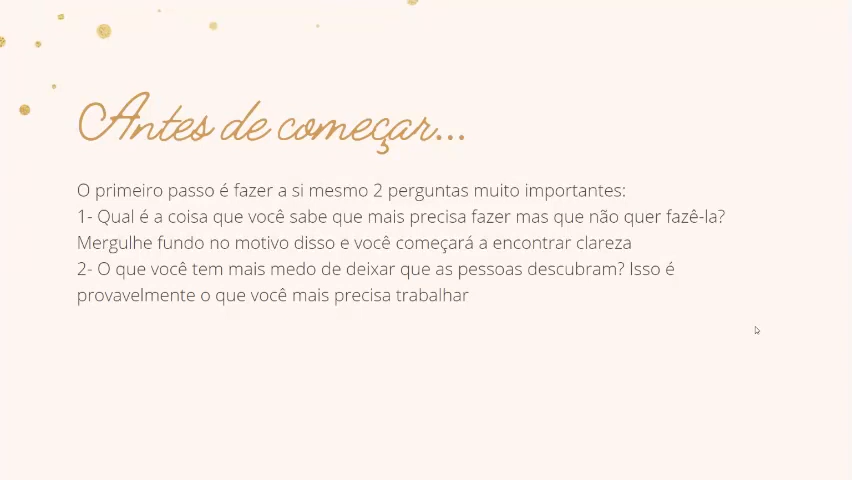 Antes de começar...
O primeiro passo é fazer a si mesmo 2 perguntas muito importantes:
1- Qual é a coisa que você sabe que mais precisa fazer mas que não quer fazê-la?
Mergulhe fundo no motivo disso e você começará a encontrar clareza
2- O que você tem mais medo de deixar que as pessoas descubram? Isso é
provavelmente o que você mais precisa trabalhar